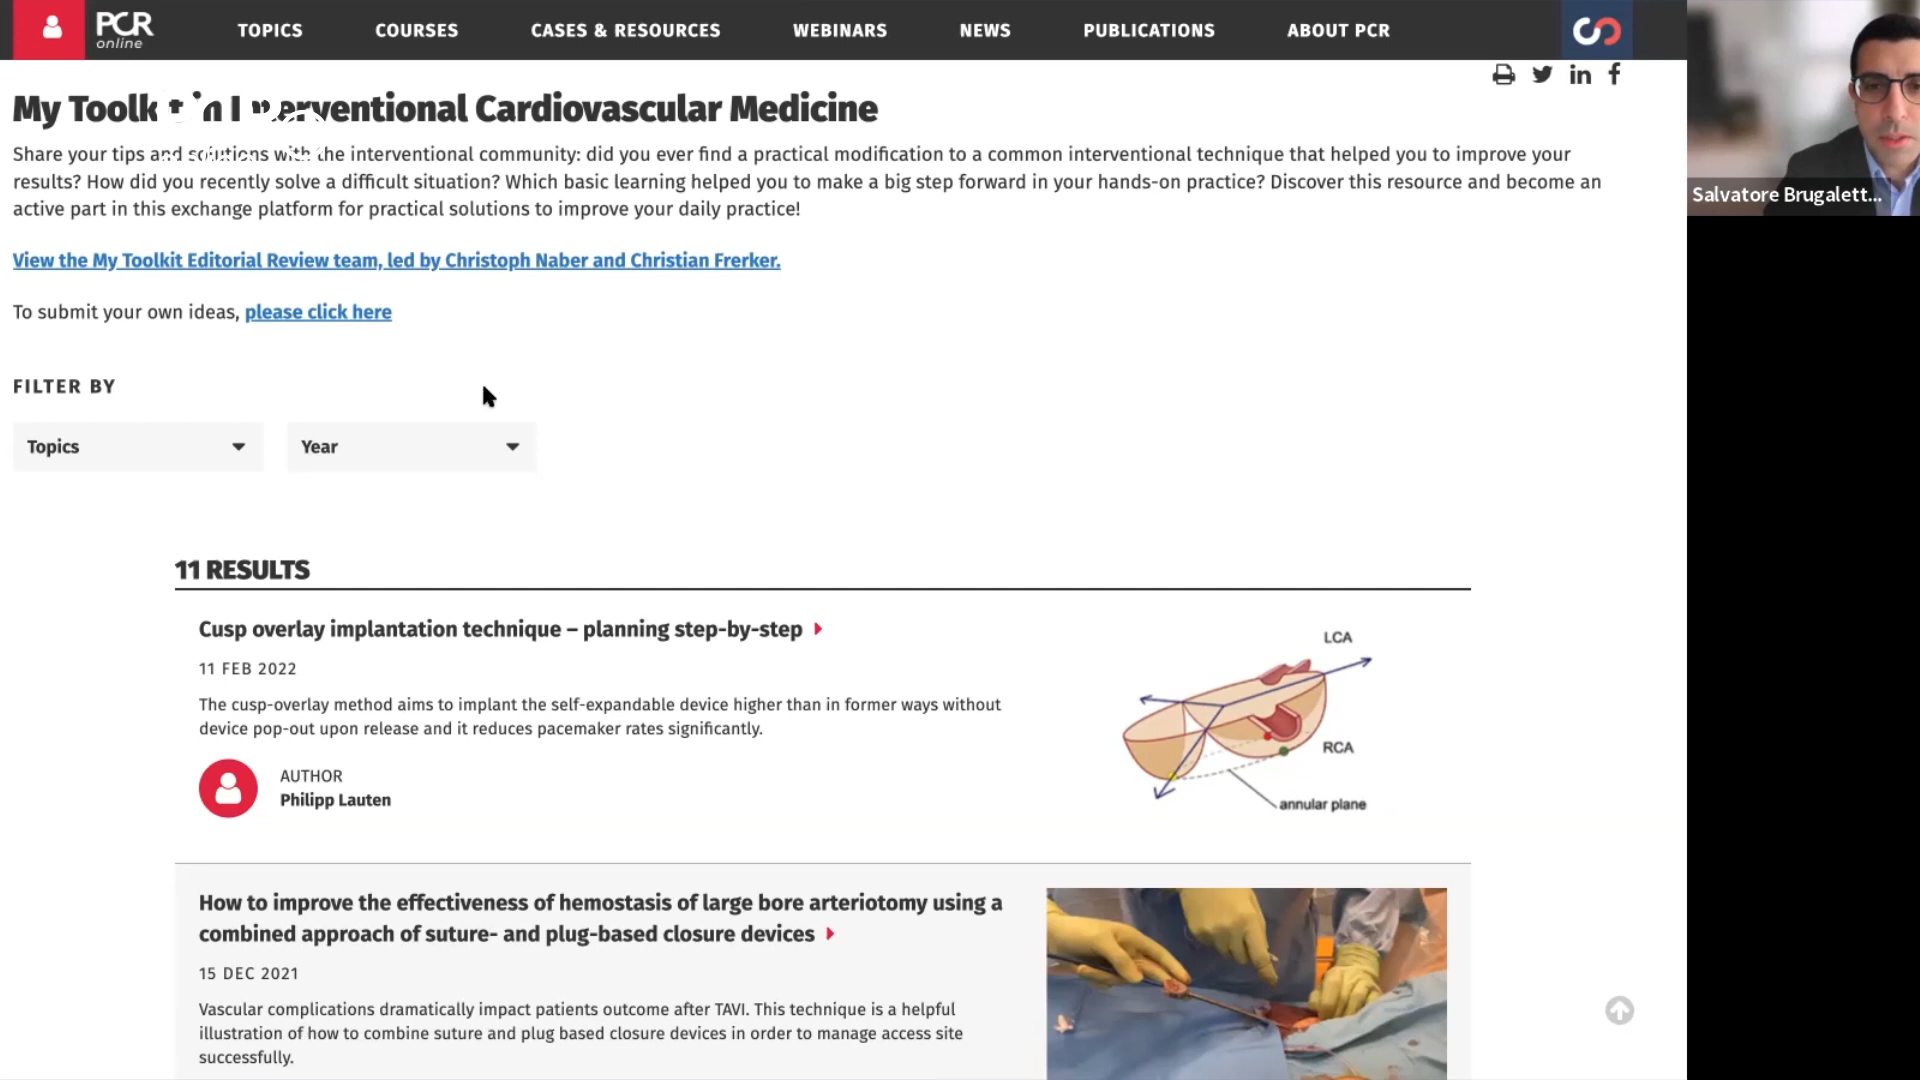 PCR
online
TOPICS
COURSES
CASES & RESOURCES
WEBINARS
NEWS
PUBLICATIONS
ABOUT PCR
My Toolkit in Interventional Cardiovascular Medicine
Share your tips and solutions with the interventional community: did you ever find a practical modification to a common interventional technique that helped you to improve your
results? How did you recently solve a difficult situation? Which basic learning helped you to make a big step forward in your hands-on practice? Discover this resource and become an
active part in this exchange platform for practical solutions to improve your daily practice!
Salvatore Brugalett...
View the My Toolkit Editorial Review team, led by Christoph Naber and Christian Frerker.
To submit your own ideas, please click here
FILTER BY
Topics
Year
11 RESULTS
Cusp overlay implantation technique – planning step-by-step
11 FEB 2022
The cusp-overlay method aims to implant the self-expandable device higher than in former ways without
device pop-out upon release and it reduces pacemaker rates significantly.
AUTHOR
Philipp Lauten
LCA
RCA
annular plane
How to improve the effectiveness of hemostasis of large bore arteriotomy using a
combined approach of suture- and plug-based closure devices
15 DEC 2021
Vascular complications dramatically impact patients outcome after TAVI. This technique is a helpful
illustration of how to combine suture and plug based closure devices in order to manage access site
successfully.